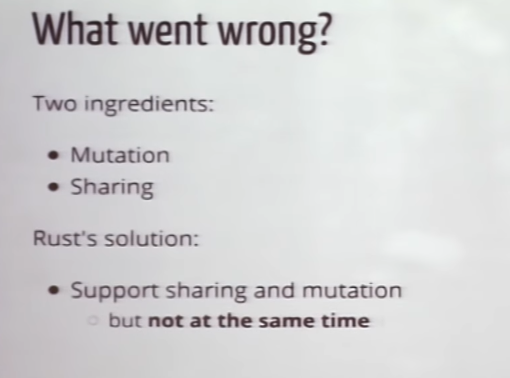 What went wrong?
Two ingredients:
• Mutation
• Sharing
Rust's solution:
• Support sharing and mutation
○ but not at the same time